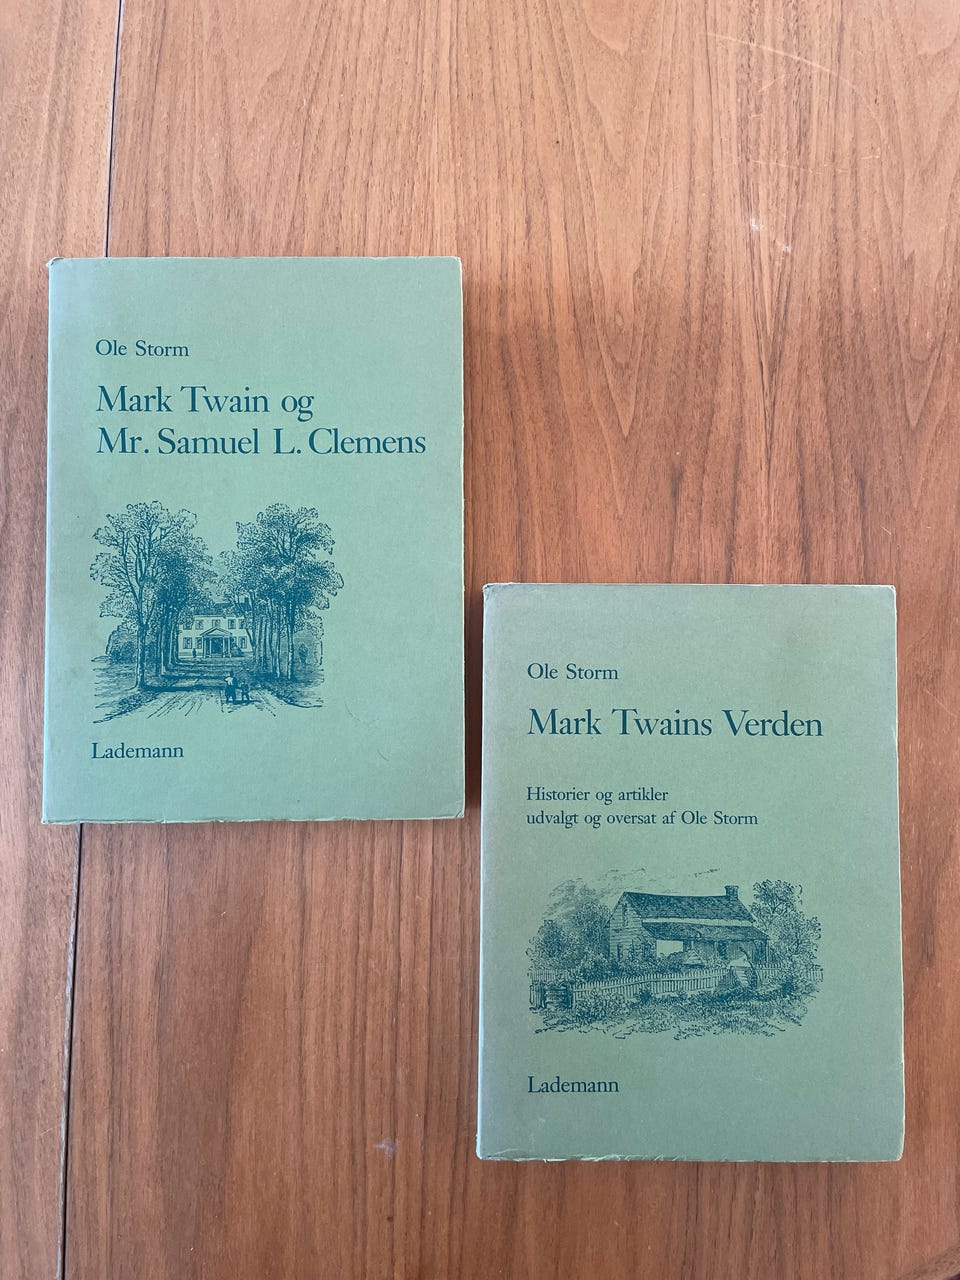 Ole Storm
Mark Twain og
Mr. Samuel L. Clemens
Lademann
Ole Storm
Mark Twains Verden
Historier og artikler
udvalgt og oversat af Ole Storm
Lademann